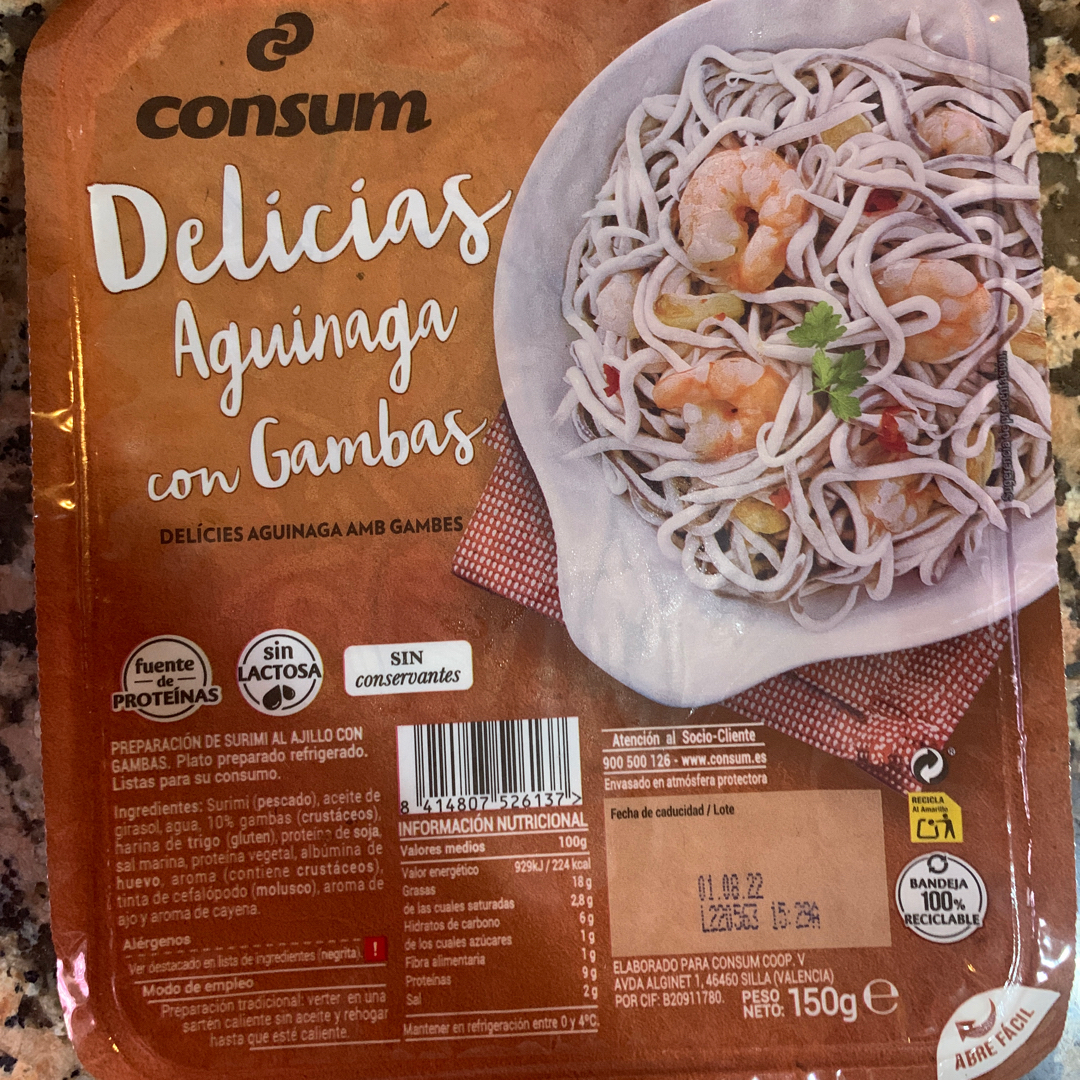 consum
Delicias
Aguinaga
con Gambas
DELÍCIES AGUINAGA AMB GAMBES
fuente
de
PROTEÍNAS
sin
LACTOSA
SIN
conservantes
PREPARACIÓN DE SURIMI AL AJILLO CON
GAMBAS. Plato preparado refrigerado.
Listas para su consumo.
Ingredientes: Surimi (pescado), aceite de
girasol, agua, 10% gambas (crustáceos),
harina de trigo (gluten), proteína de soja,
sal marina, proteína vegetal, albúmina de
huevo, aroma (contiene crustáceos),
tinta de cefalópodo (molusco), aroma de
ajo y aroma de cayena.
Alérgenos
Ver destacado en lista de ingredientes (negrita). !
Modo de empleo
Preparación tradicional: verter en una
sartén caliente sin aceite y rehogar
hasta que esté caliente.
8 414807 526137 >
INFORMACIÓN NUTRICIONAL
Valores medios 100g
Valor energético 929kJ / 224 kcal
Grasas 18 g
de las cuales saturadas 2,8 g
Hidratos de carbono 6 g
de los cuales azúcares 1 g
Fibra alimentaria 1 g
Proteínas 9 g
Sal 2 g
Mantener en refrigeración entre 0 y 4ºC.
Atención al Socio-Cliente
900 500 126 - www.consum.es
Envasado en atmósfera protectora
Fecha de caducidad / Lote
01.08.22
L220563 15:29A
ELABORADO PARA CONSUM COOP. V
AVDA ALGINET 1, 46460 SILLA (VALENCIA)
POR CIF: B20911780.
PESO
NETO: 150g e
Sugerencia de presentación
RECICLA
Al Amarillo
BANDEJA
100%
RECICLABLE
ABRE FÁCIL